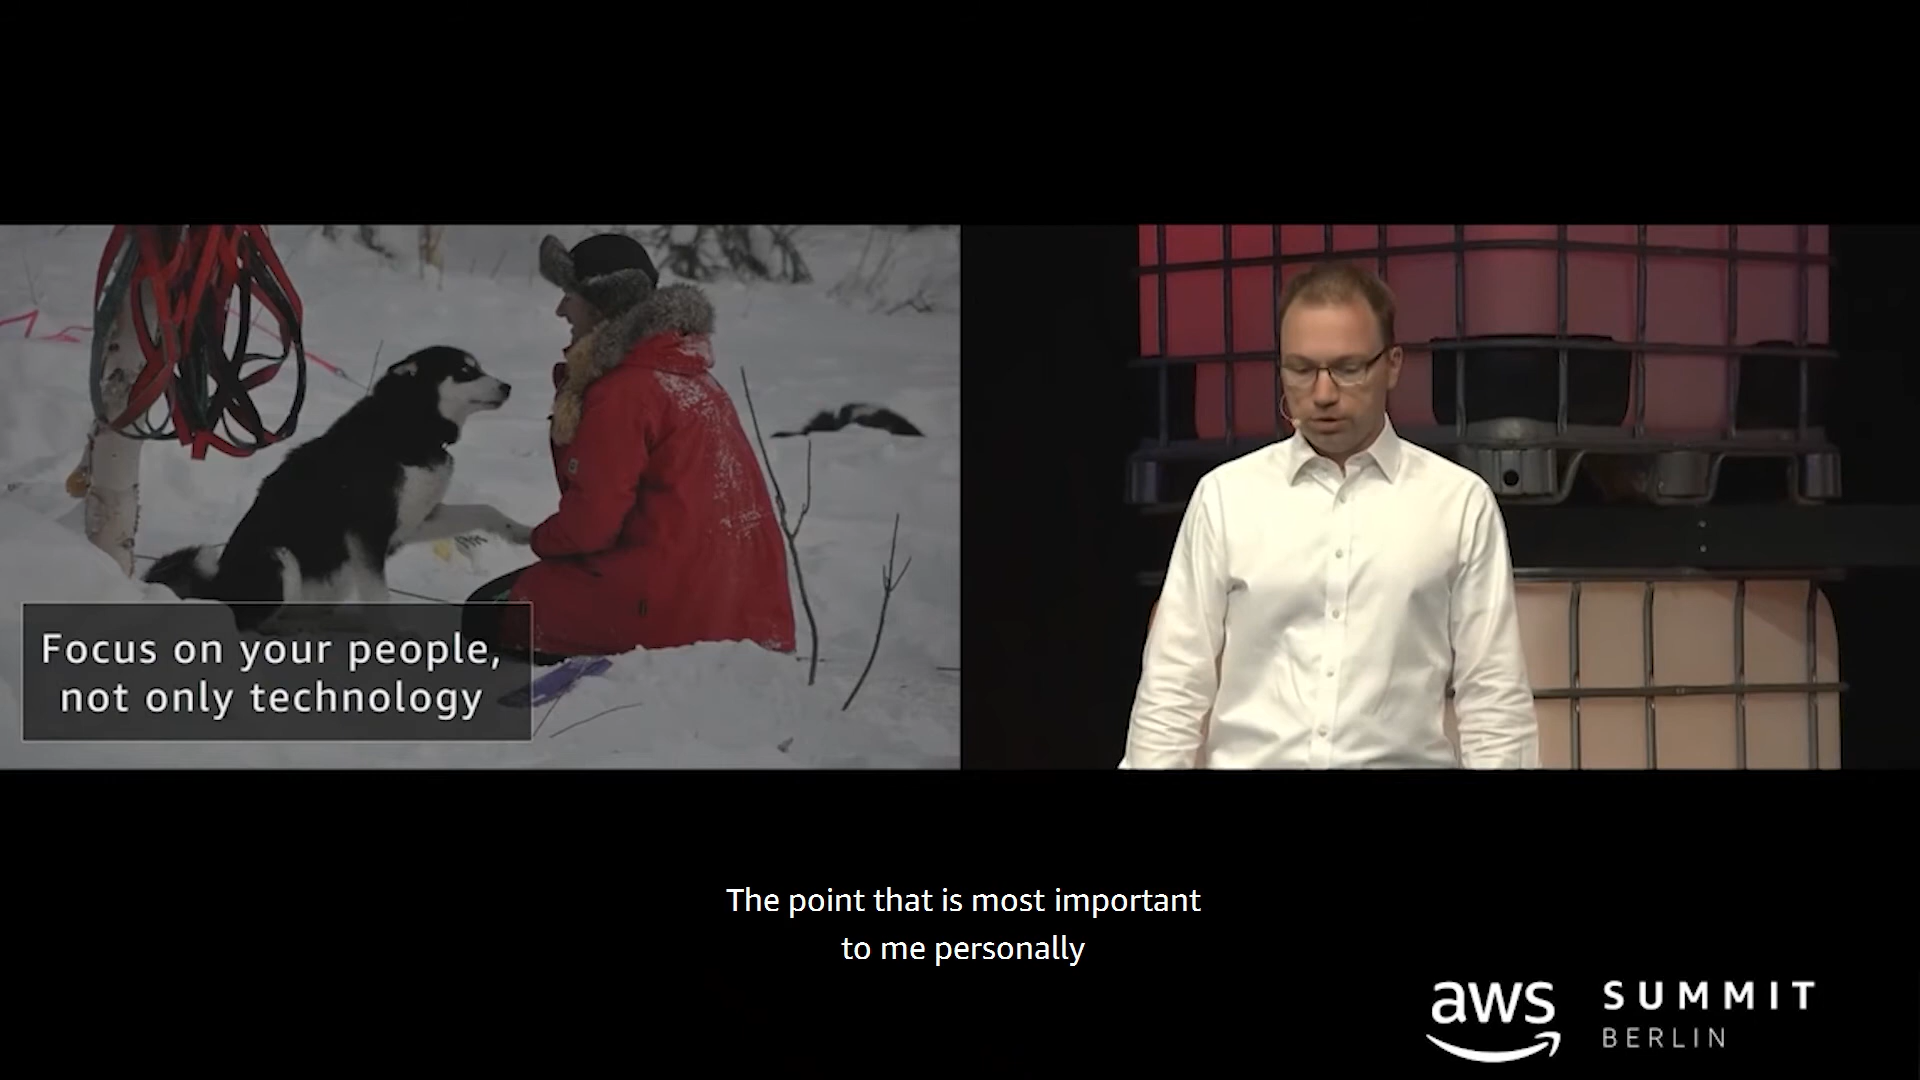 Focus on your people,
not only technology
The point that is most important
to me personally
aws SUMMIT
BERLIN